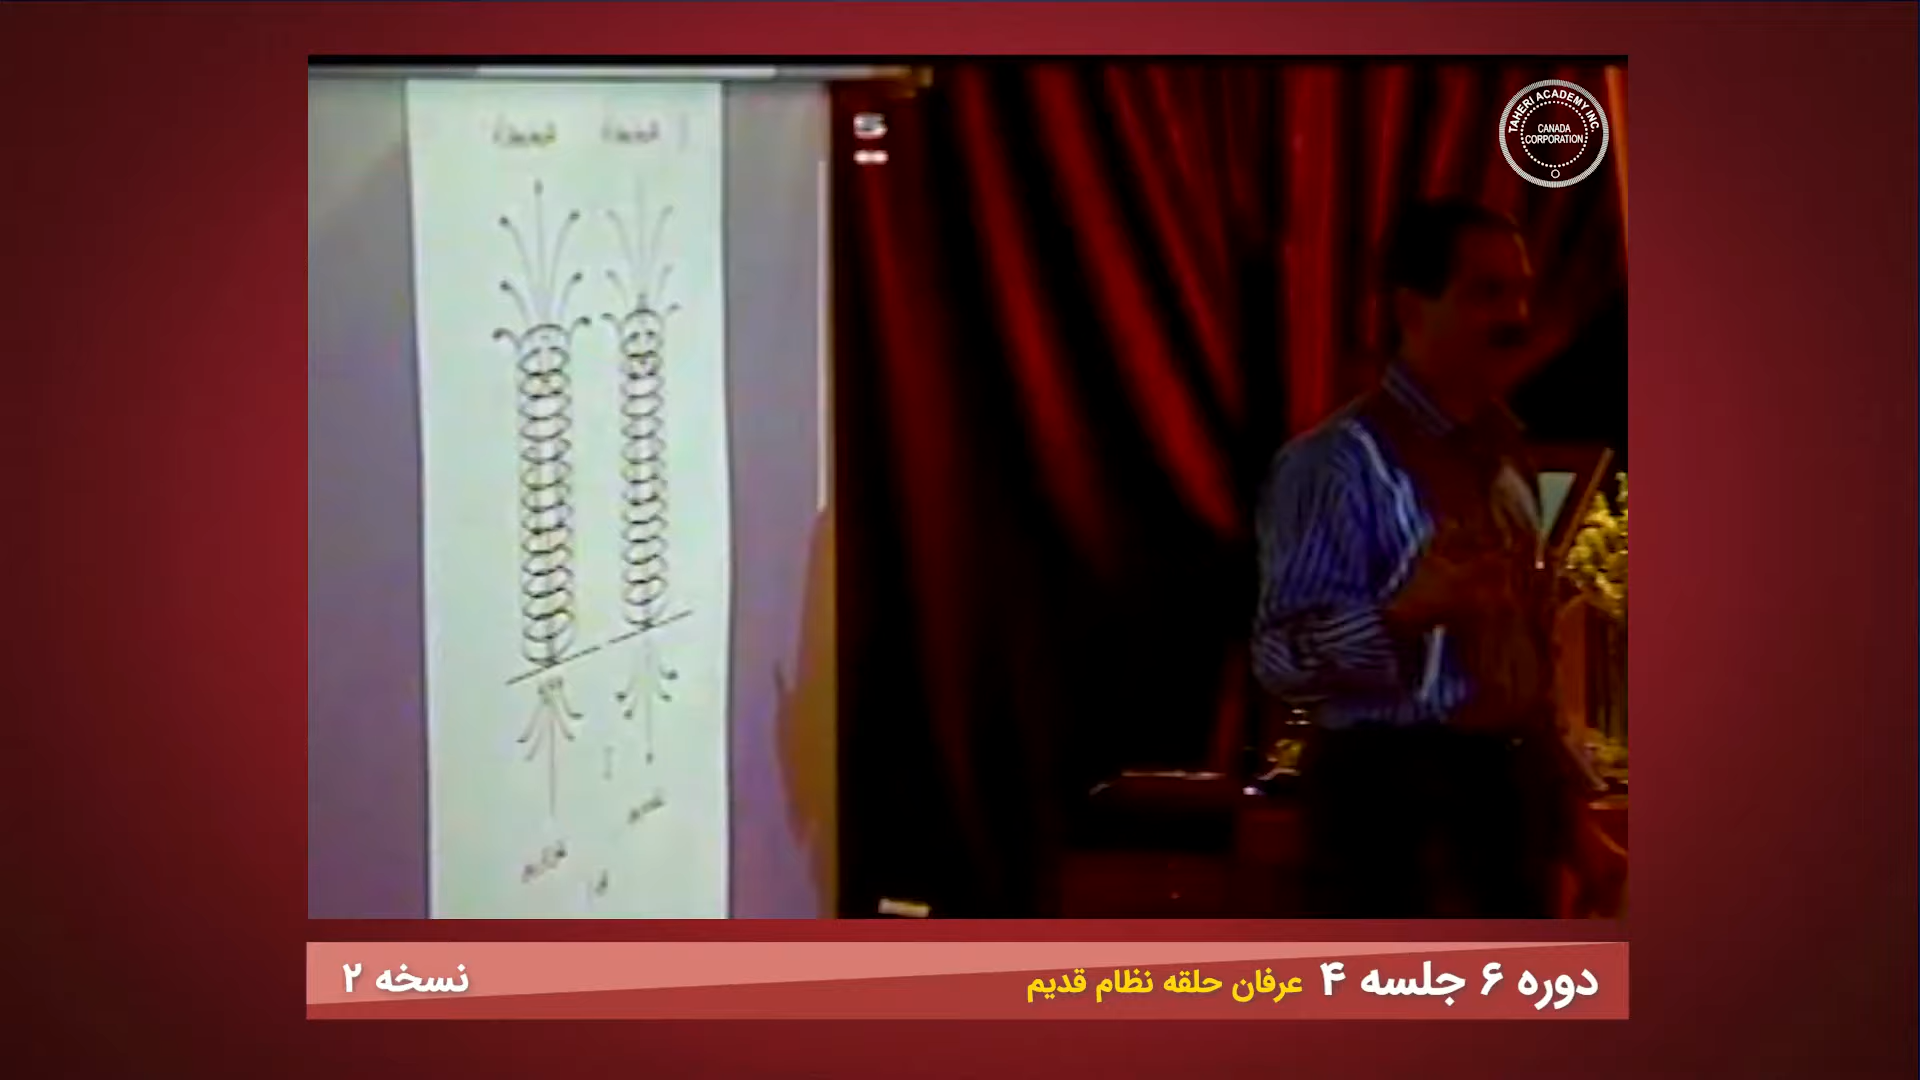 TAHERI ACADEMY INC.
CANADA
CORPORATION
دوره ۶ جلسه ۴ عرفان حلقه نظام قدیم
نسخه ۲